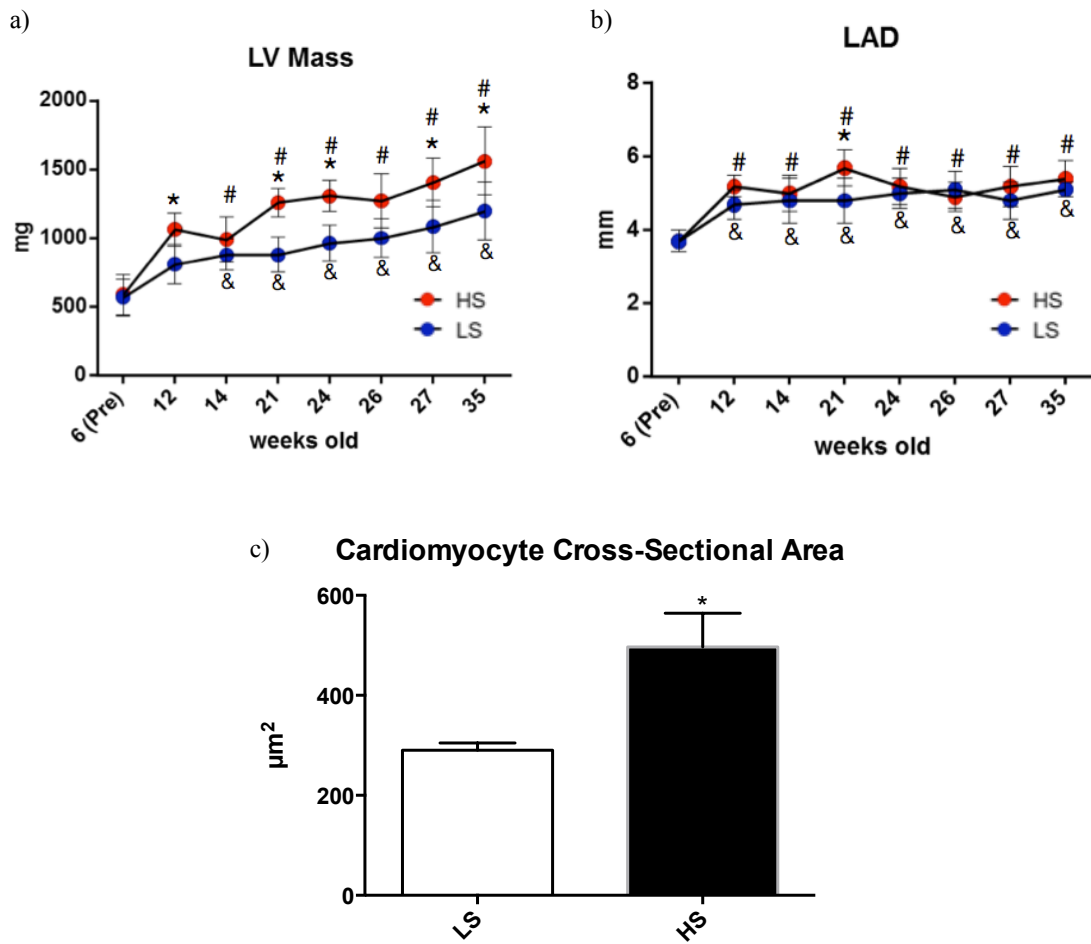 a)
LV Mass
2000
1500
1000
500
0
mg
# # # # # #
* * * * *
& & & & & &
HS
LS
6 (Pre) 12 14 21 24 26 27 35
weeks old
b)
LAD
8
6
4
2
0
mm
# # # # # # #
*
& & & & & &
HS
LS
6 (Pre) 12 14 21 24 26 27 35
weeks old
c)
Cardiomyocyte Cross-Sectional Area
600
400
200
0
µm²
*
LS HS